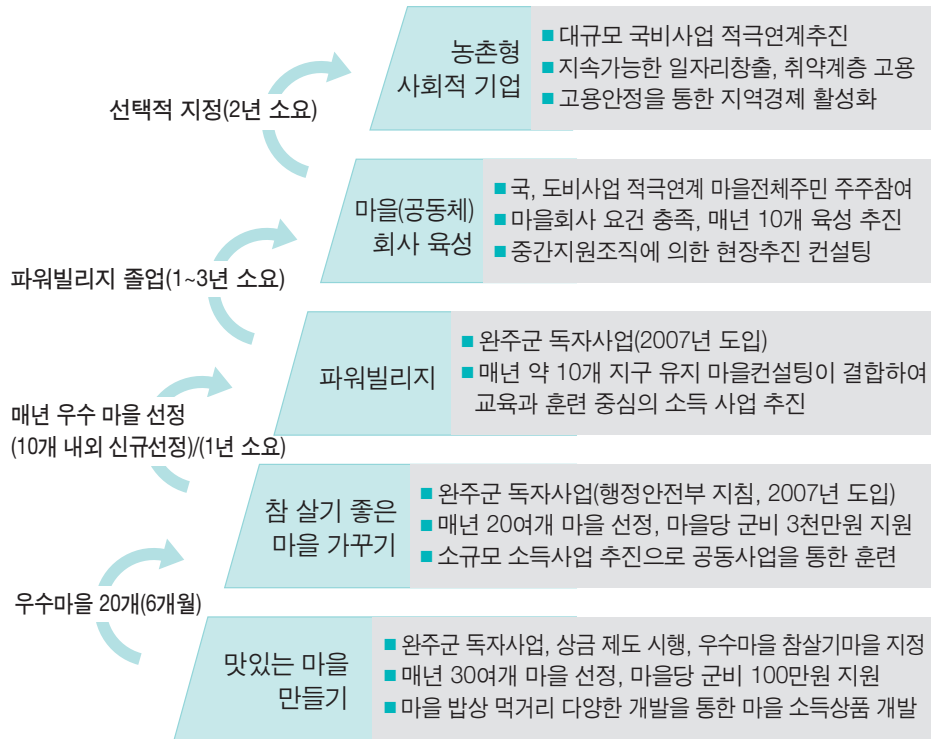 농촌형
사회적 기업
■ 대규모 국비사업 적극연계추진
■ 지속가능한 일자리창출, 취약계층 고용
■ 고용안정을 통한 지역경제 활성화
선택적 지정(2년 소요)
마을(공동체)
회사 육성
■ 국, 도비사업 적극연계 마을전체주민 주주참여
■ 마을회사 요건 충족, 매년 10개 육성 추진
■ 중간지원조직에 의한 현장추진 컨설팅
파워빌리지 졸업(1~3년 소요)
파워빌리지
■ 완주군 독자사업(2007년 도입)
■ 매년 약 10개 지구 유지 마을컨설팅이 결합하여
교육과 훈련 중심의 소득 사업 추진
매년 우수 마을 선정
(10개 내외 신규선정)/(1년 소요)
참 살기 좋은
마을 가꾸기
■ 완주군 독자사업(행정안전부 지침, 2007년 도입)
■ 매년 20여개 마을 선정, 마을당 군비 3천만원 지원
■ 소규모 소득사업 추진으로 공동사업을 통한 훈련
우수마을 20개(6개월)
맛있는 마을
만들기
■ 완주군 독자사업, 상금 제도 시행, 우수마을 참살기마을 지정
■ 매년 30여개 마을 선정, 마을당 군비 100만원 지원
■ 마을 밥상 먹거리 다양한 개발을 통한 마을 소득상품 개발